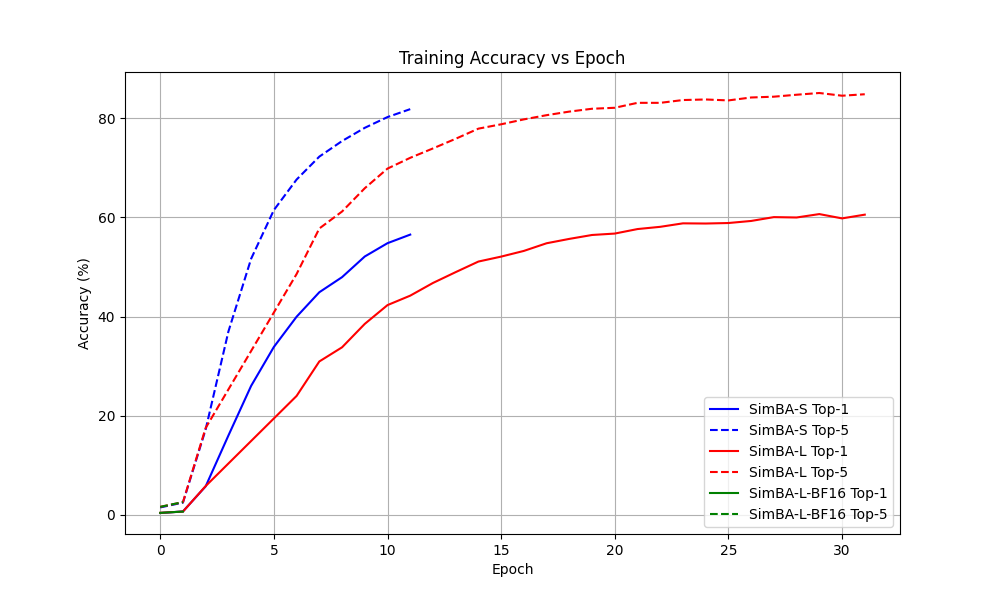 Training Accuracy vs Epoch
Accuracy (%)
80
60
40
20
0
0 5 10 15 20 25 30
Epoch
SimBA-S Top-1
SimBA-S Top-5
SimBA-L Top-1
SimBA-L Top-5
SimBA-L-BF16 Top-1
SimBA-L-BF16 Top-5